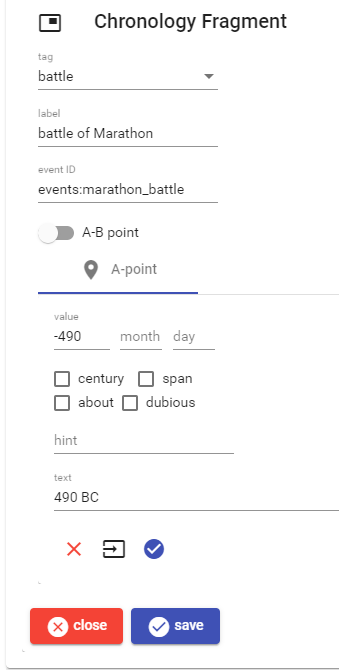 Chronology Fragment
tag
battle
label
battle of Marathon
event ID
events:marathon_battle
A-B point
A-point
value
-490 month day
century span
about dubious
hint
text
490 BC
close save